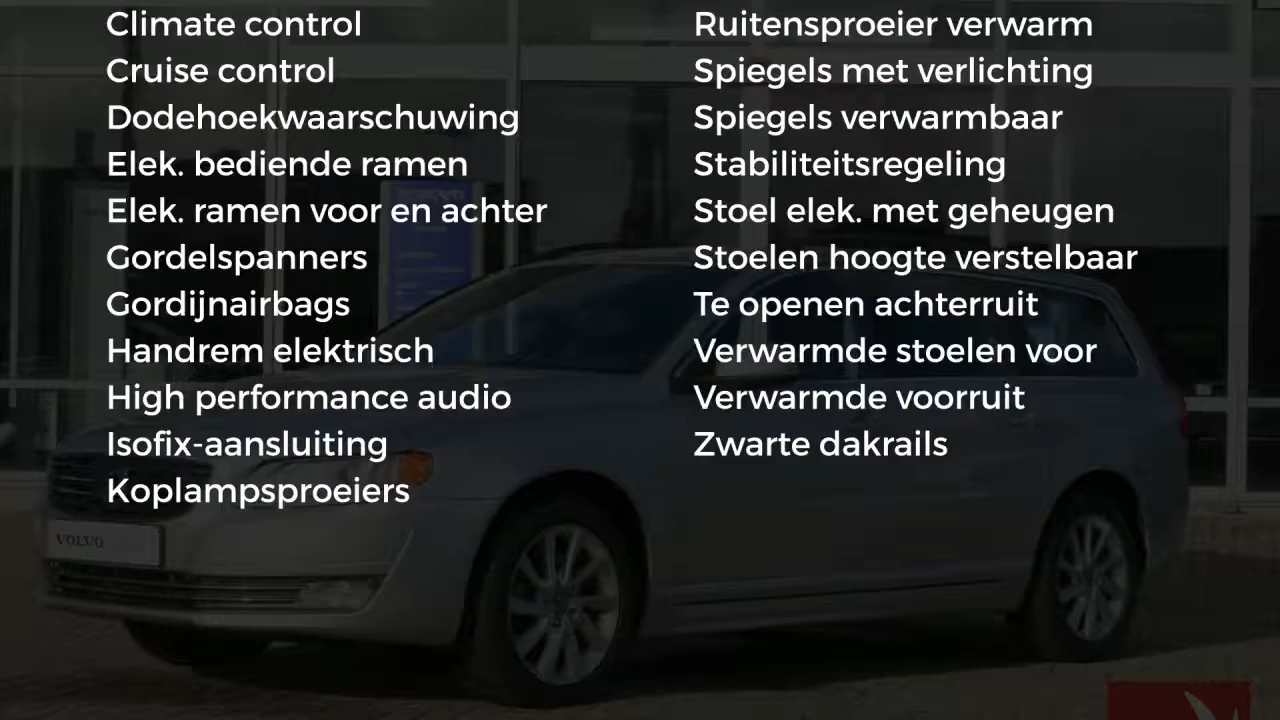 Climate control
Cruise control
Dodehoekwaarschuwing
Elek. bediende ramen
Elek. ramen voor en achter
Gordelspanners
Gordijnairbags
Handrem elektrisch
High performance audio
Isofix-aansluiting
Koplampsproeiers
Ruitensproeier verwarm
Spiegels met verlichting
Spiegels verwarmbaar
Stabiliteitsregeling
Stoel elek. met geheugen
Stoelen hoogte verstelbaar
Te openen achterruit
Verwarmde stoelen voor
Verwarmde voorruit
Zwarte dakrails
VOLVO